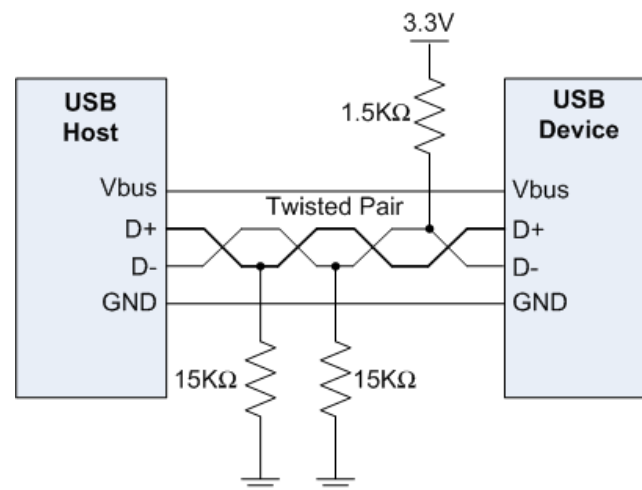 3.3V
USB
Host
USB
Device
1.5KΩ
Vbus
Vbus
Twisted Pair
D+
D+
D-
D-
GND
GND
15KΩ
15KΩ